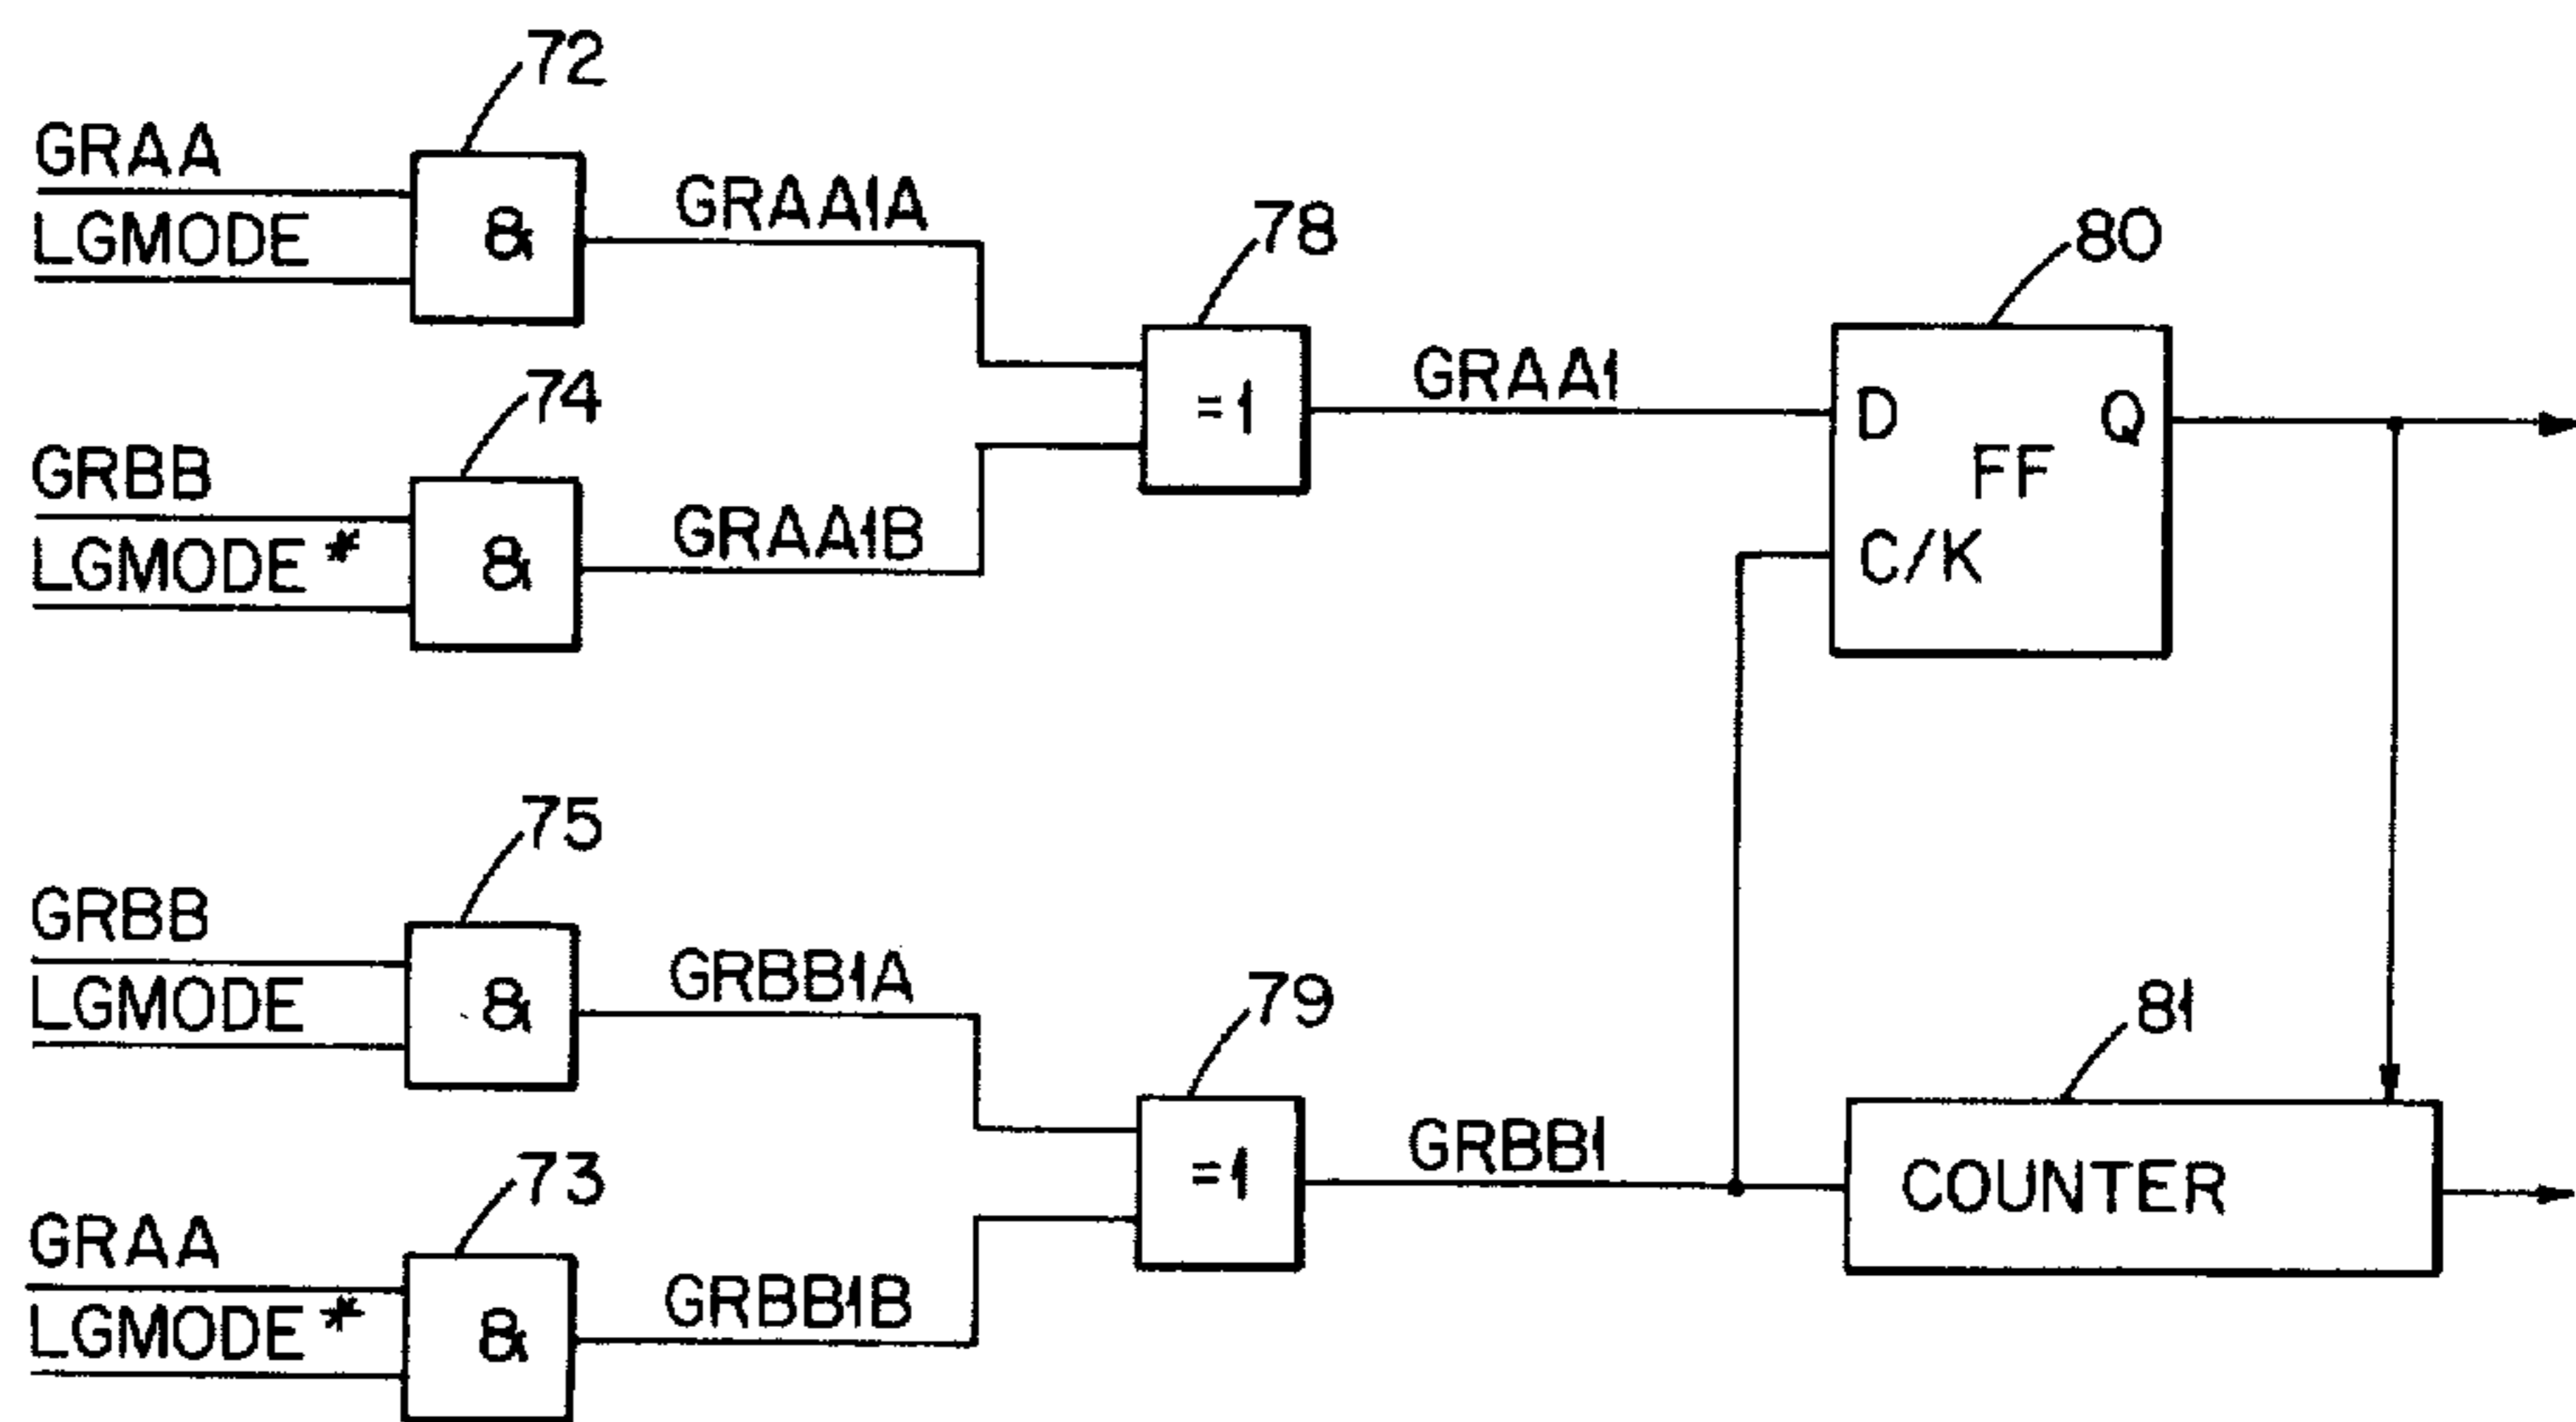 72
GRAA
LGMODE
&
GRAA1A
78
80
74
=1
GRAA1
D
Q
FF
C/K
GRBB
LGMODE*
&
GRAA1B
75
GRBB
LGMODE
&
GRBB1A
79
81
73
=1
GRBB1
COUNTER
GRAA
LGMODE*
&
GRBB1B